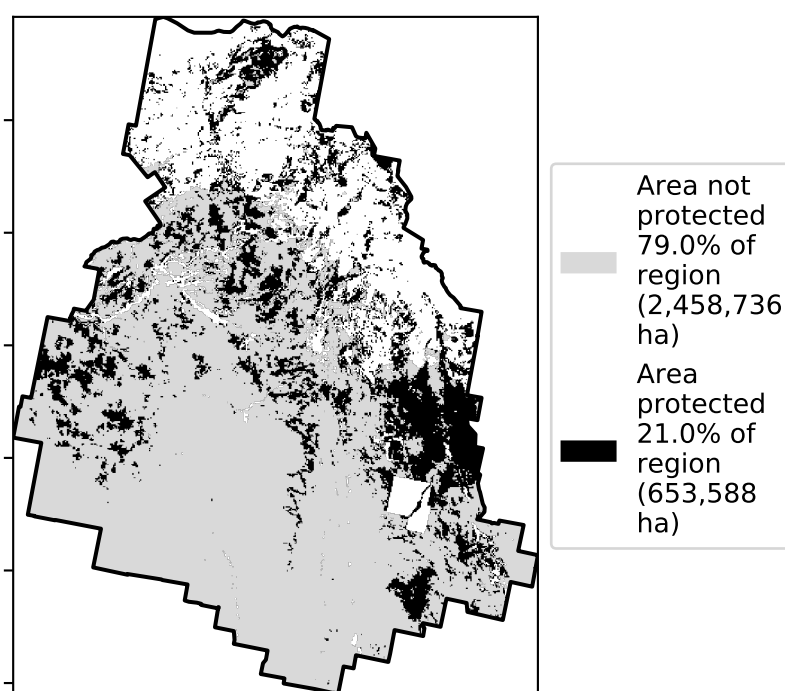 Area not
protected
79.0% of
region
(2,458,736
ha)
Area
protected
21.0% of
region
(653,588
ha)